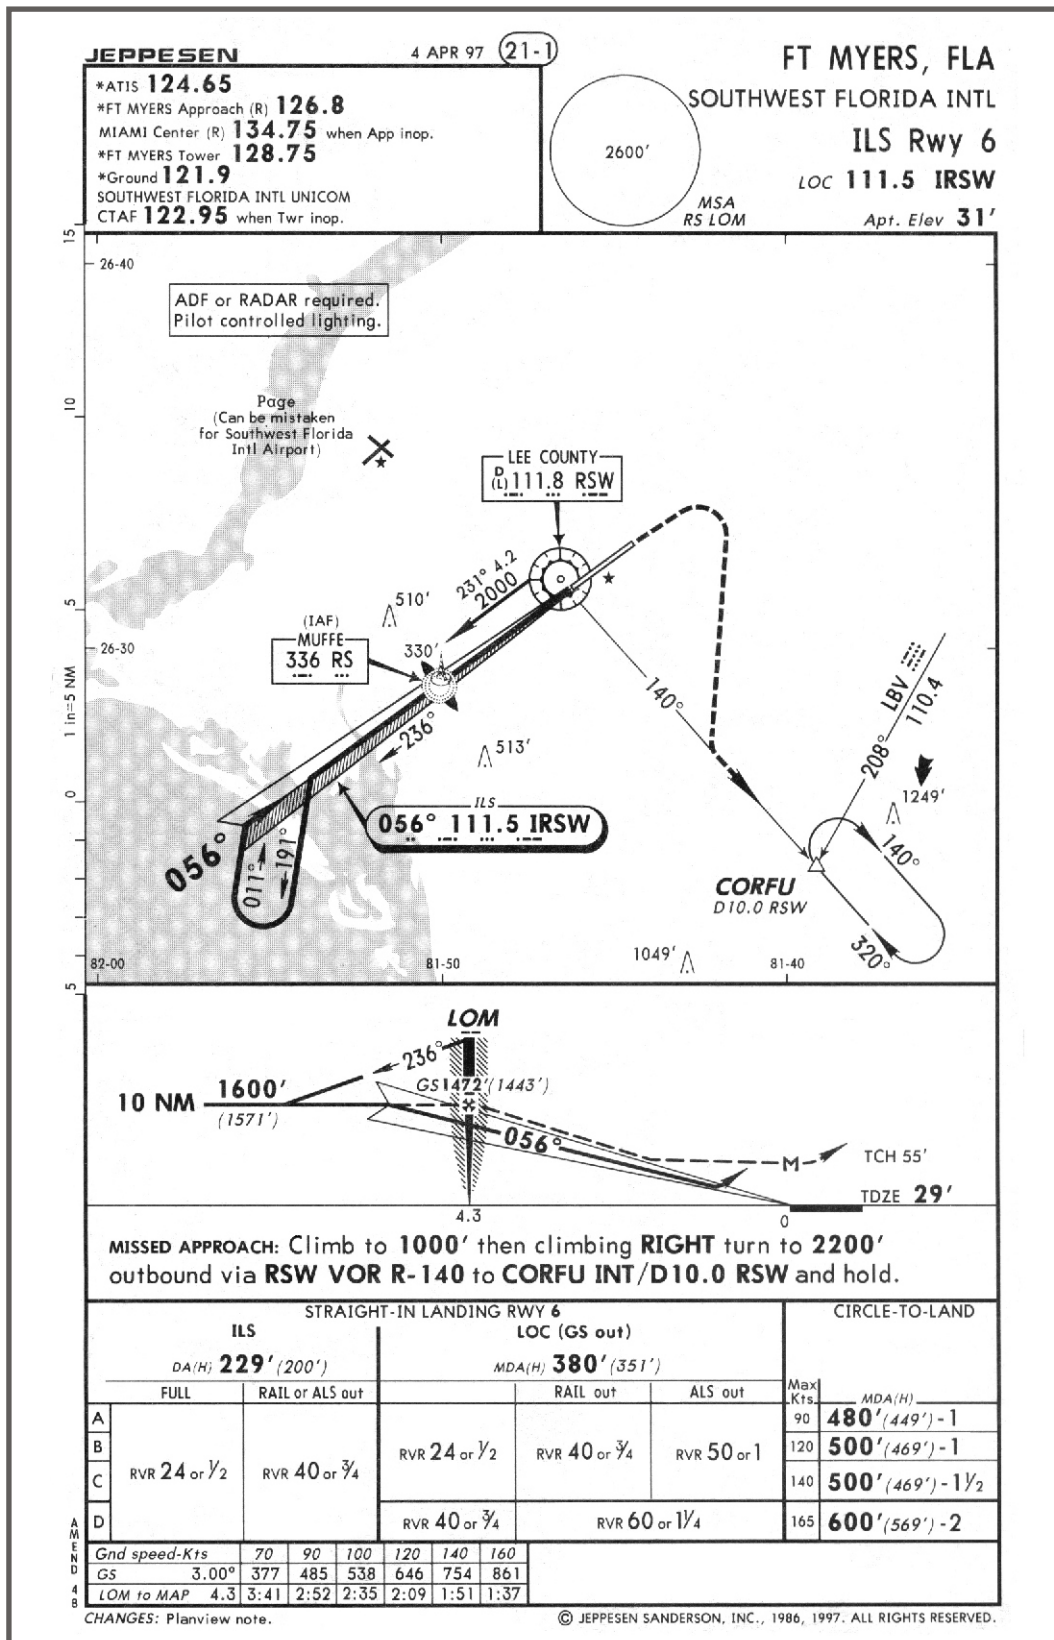 JEPPESEN 4 APR 97 21-1
FT MYERS, FLA
SOUTHWEST FLORIDA INTL
ILS Rwy 6
LOC 111.5 IRSW
Apt. Elev 31'
*ATIS 124.65
*FT MYERS Approach (R) 126.8
MIAMI Center (R) 134.75 when App inop.
*FT MYERS Tower 128.75
*Ground 121.9
SOUTHWEST FLORIDA INTL UNICOM
CTAF 122.95 when Twr inop.
2600'
MSA
RS LOM
15
26-40
ADF or RADAR required.
Pilot controlled lighting.
10
Page
(Can be mistaken
for Southwest Florida
Intl Airport)
LEE COUNTY
D
(L) 111.8 RSW
231° 4.2
2000
510'
5
(IAF)
MUFFE
336 RS
330'
26-30
1 in=5 NM
140°
LBV
110.4
208°
236°
513'
0
1249'
ILS
056° 111.5 IRSW
056°
011°
191°
140°
CORFU
D10.0 RSW
320°
1049'
82-00
81-50
81-40
5
LOM
236°
GS1472'(1443')
10 NM 1600'
(1571')
056°
M
TCH 55'
TDZE 29'
4.3
0
MISSED APPROACH: Climb to 1000' then climbing RIGHT turn to 2200'
outbound via RSW VOR R-140 to CORFU INT/D10.0 RSW and hold.
STRAIGHT-IN LANDING RWY 6 CIRCLE-TO-LAND
ILS LOC (GS out)
DA(H) 229'(200') MDA(H) 380'(351')
FULL RAIL or ALS out RAIL out ALS out Max Kts MDA(H)
A 90 480'(449')-1
B RVR 24 or ½ RVR 40 or ¾ RVR 50 or 1 120 500'(469')-1
C RVR 24 or ½ RVR 40 or ¾ 140 500'(469')-1½
D RVR 40 or ¾ RVR 60 or 1¼ 165 600'(569')-2
Gnd speed-Kts 70 90 100 120 140 160
GS 3.00° 377 485 538 646 754 861
LOM to MAP 4.3 3:41 2:52 2:35 2:09 1:51 1:37
AMEND 4B
CHANGES: Planview note. © JEPPESEN SANDERSON, INC., 1986, 1997. ALL RIGHTS RESERVED.